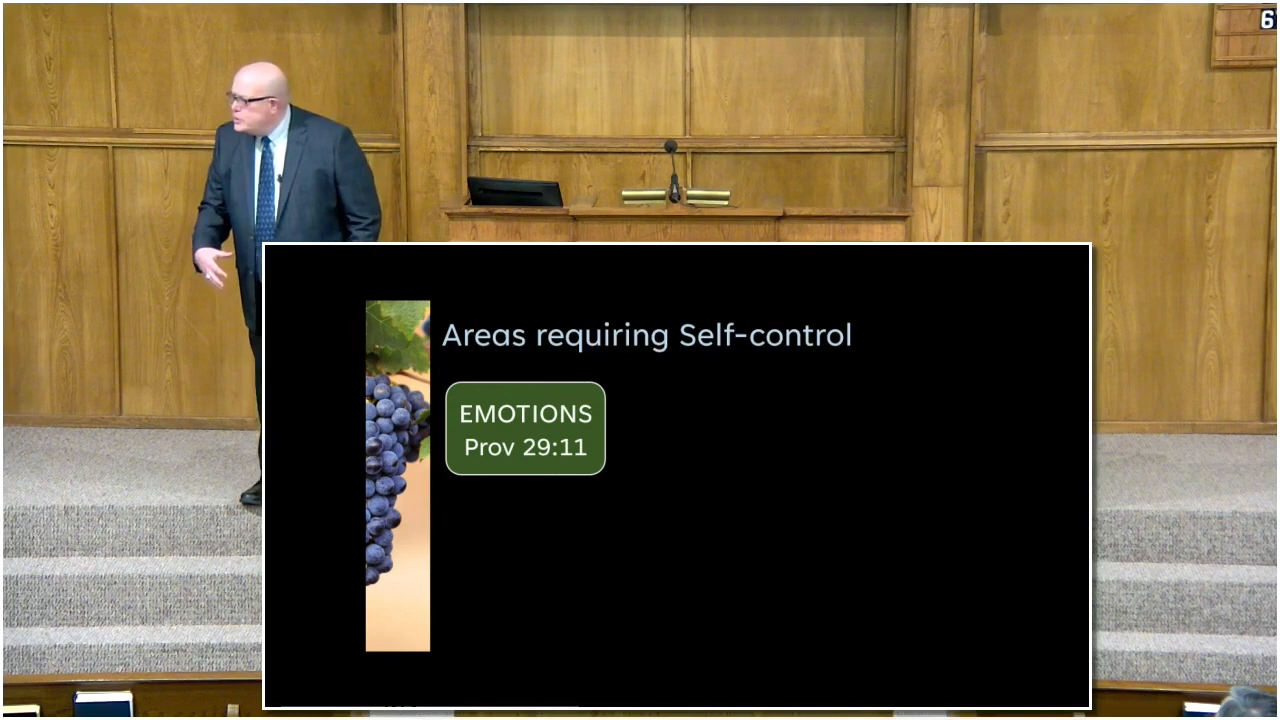 6
Areas requiring Self-control
EMOTIONS
Prov 29:11